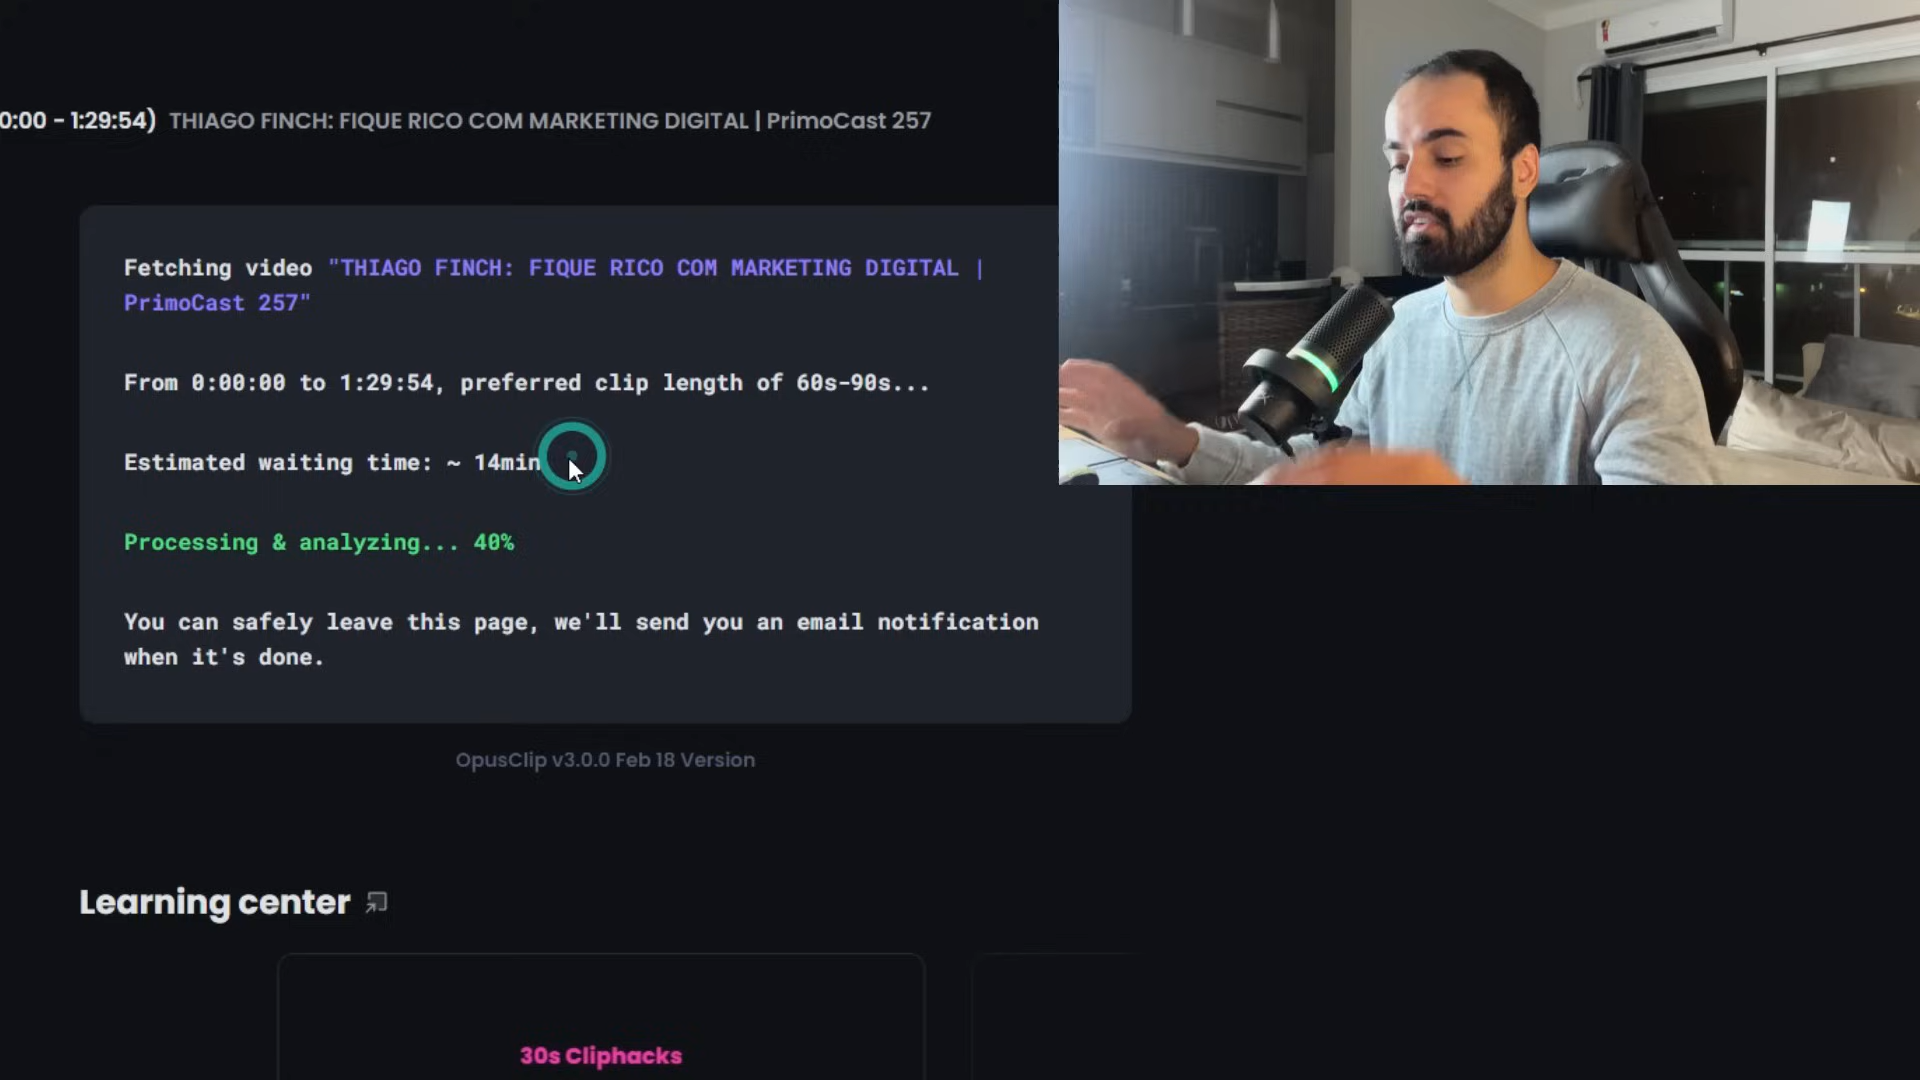 0:00 - 1:29:54) THIAGO FINCH: FIQUE RICO COM MARKETING DIGITAL | PrimoCast 257
Fetching video "THIAGO FINCH: FIQUE RICO COM MARKETING DIGITAL |
PrimoCast 257"
From 0:00:00 to 1:29:54, preferred clip length of 60s-90s...
Estimated waiting time: ~ 14min
Processing & analyzing... 40%
You can safely leave this page, we'll send you an email notification
when it's done.
OpusClip v3.0.0 Feb 18 Version
Learning center
30s Cliphacks